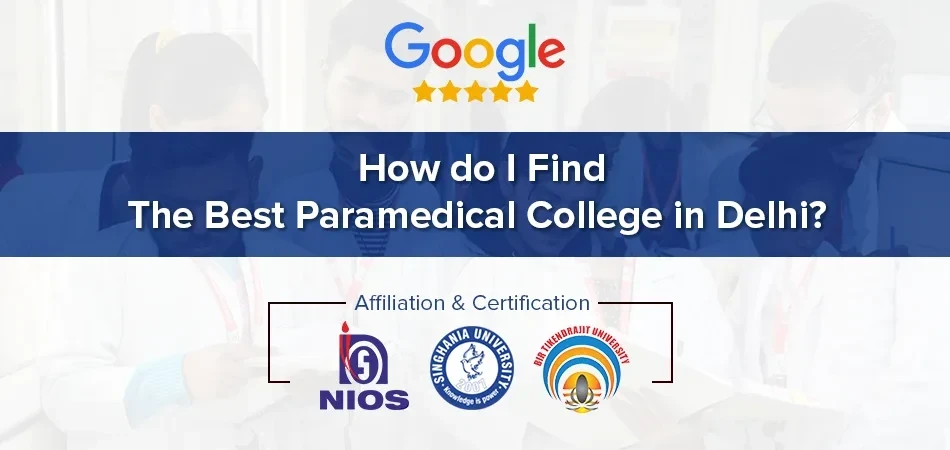 Google
How do I Find
The Best Paramedical College in Delhi?
Affiliation & Certification
NIOS
SINGHANIA UNIVERSITY
2007
Knowledge is power
BIR TIKENDRAJIT UNIVERSITY